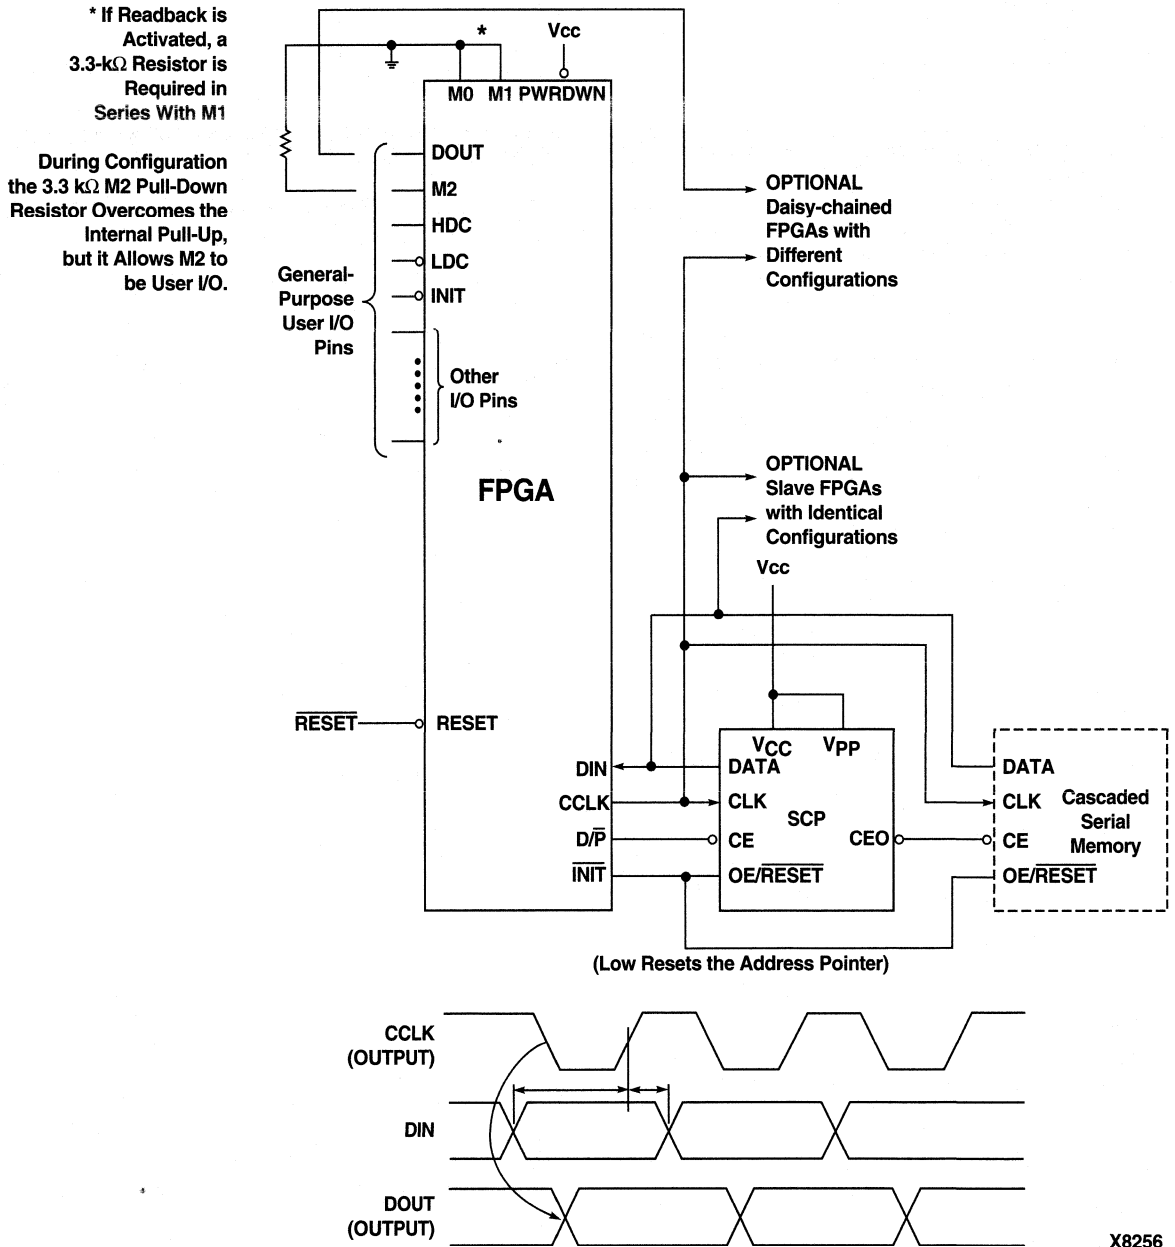 * If Readback is
Activated, a
3.3-kΩ Resistor is
Required in
Series With M1
During Configuration
the 3.3 kΩ M2 Pull-Down
Resistor Overcomes the
Internal Pull-Up,
but it Allows M2 to
be User I/O.
*
Vcc
M0 M1 PWRDWN
DOUT
M2
HDC
LDC
INIT
General-
Purpose
User I/O
Pins
Other
I/O Pins
FPGA
OPTIONAL
Daisy-chained
FPGAs with
Different
Configurations
OPTIONAL
Slave FPGAs
with Identical
Configurations
Vcc
RESET
RESET
DIN
CCLK
D/P
INIT
VCC VPP
DATA
CLK
SCP
CE
CEO
OE/RESET
DATA
CLK
Cascaded
Serial
Memory
CE
OE/RESET
(Low Resets the Address Pointer)
CCLK
(OUTPUT)
DIN
DOUT
(OUTPUT)
X8256